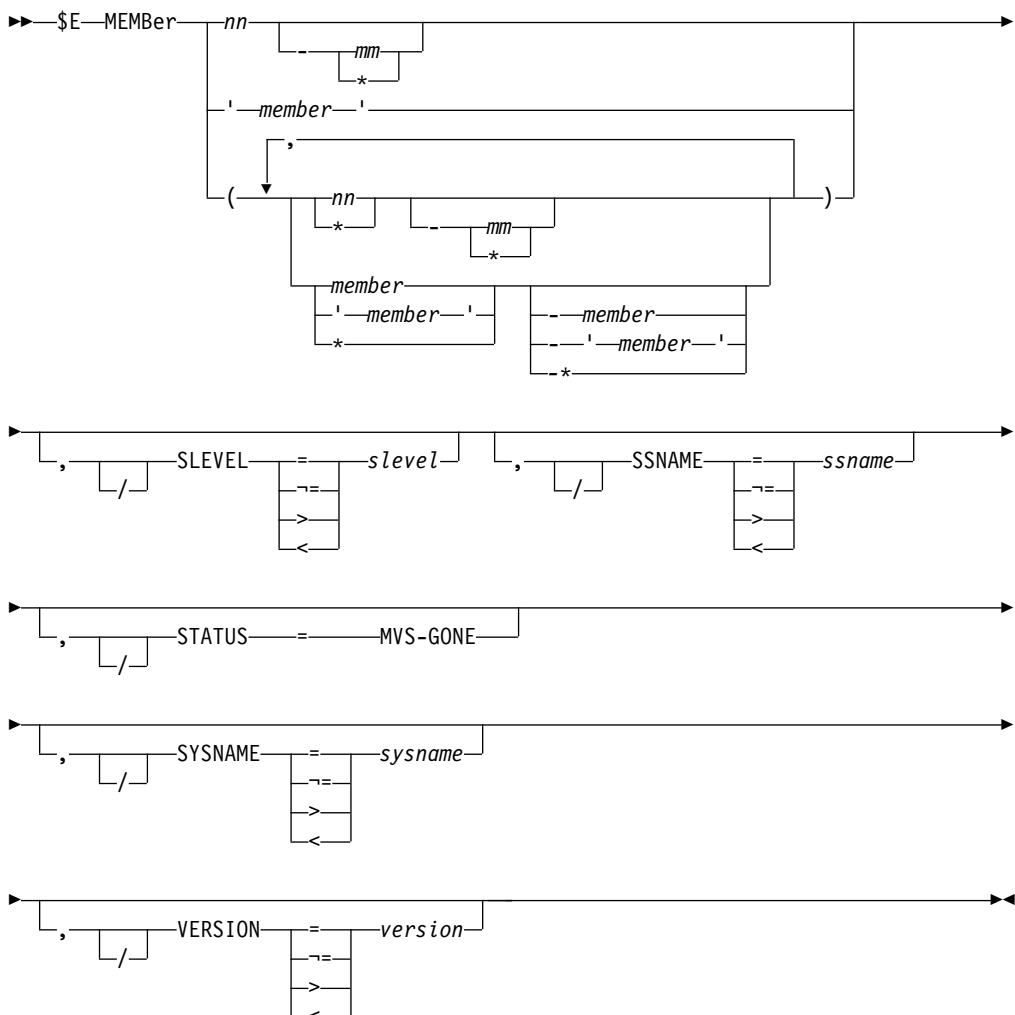 $E MEMBer nn
- mm
*
' member '
,
( nn - mm )
* *
member
' member ' - member
* - ' member '
-*
, / SLEVEL = slevel , / SSNAME = ssname
¬= ¬=
> >
< <
, / STATUS = MVS-GONE
, / SYSNAME = sysname
¬=
>
<
, / VERSION = version
¬=
>
<